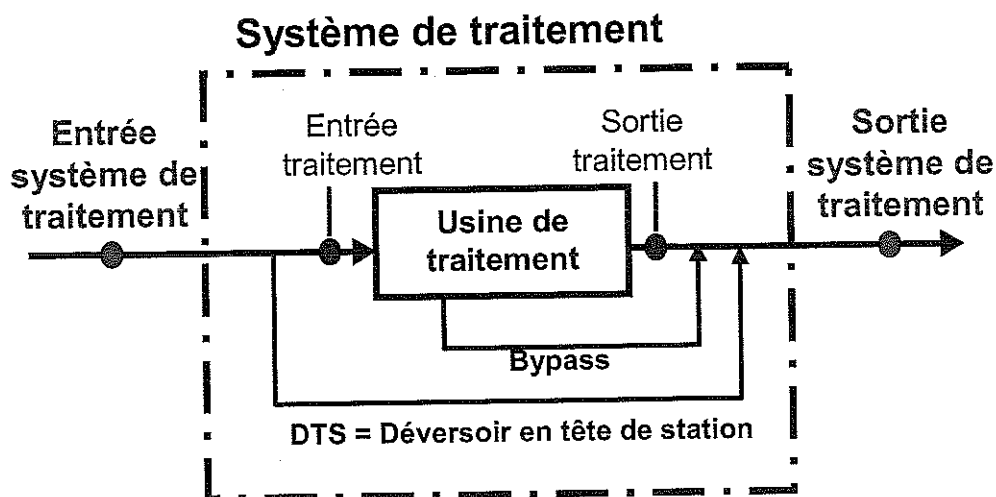 Système de traitement
Entrée
système de
traitement
Entrée
traitement
Usine de
traitement
Sortie
traitement
Sortie
système de
traitement
Bypass
DTS = Déversoir en tête de station